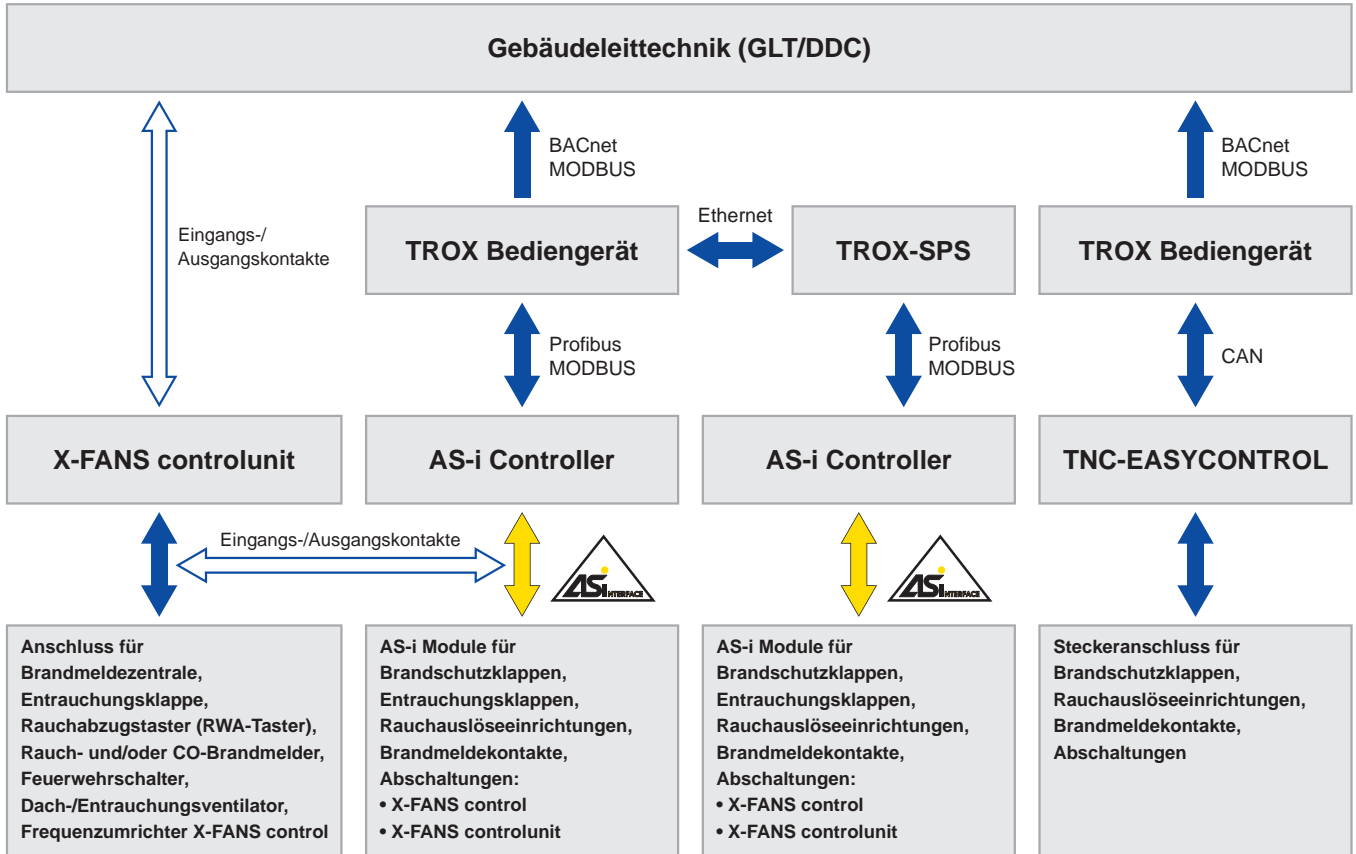 Gebäudeleittechnik (GLT/DDC)
BACnet
MODBUS
BACnet
MODBUS
Eingangs-/
Ausgangskontakte
Ethernet
TROX Bediengerät
TROX-SPS
TROX Bediengerät
Profibus
MODBUS
Profibus
MODBUS
CAN
X-FANS controlunit
AS-i Controller
AS-i Controller
TNC-EASYCONTROL
Eingangs-/Ausgangskontakte
ASi INTERFACE
ASi INTERFACE
Anschluss für
Brandmeldezentrale,
Entrauchungsklappe,
Rauchabzugstaster (RWA-Taster),
Rauch- und/oder CO-Brandmelder,
Feuerwehrschalter,
Dach-/Entrauchungsventilator,
Frequenzumrichter X-FANS control
AS-i Module für
Brandschutzklappen,
Entrauchungsklappen,
Rauchauslöseeinrichtungen,
Brandmeldekontakte,
Abschaltungen:
• X-FANS control
• X-FANS controlunit
AS-i Module für
Brandschutzklappen,
Entrauchungsklappen,
Rauchauslöseeinrichtungen,
Brandmeldekontakte,
Abschaltungen:
• X-FANS control
• X-FANS controlunit
Steckeranschluss für
Brandschutzklappen,
Rauchauslöseeinrichtungen,
Brandmeldekontakte,
Abschaltungen